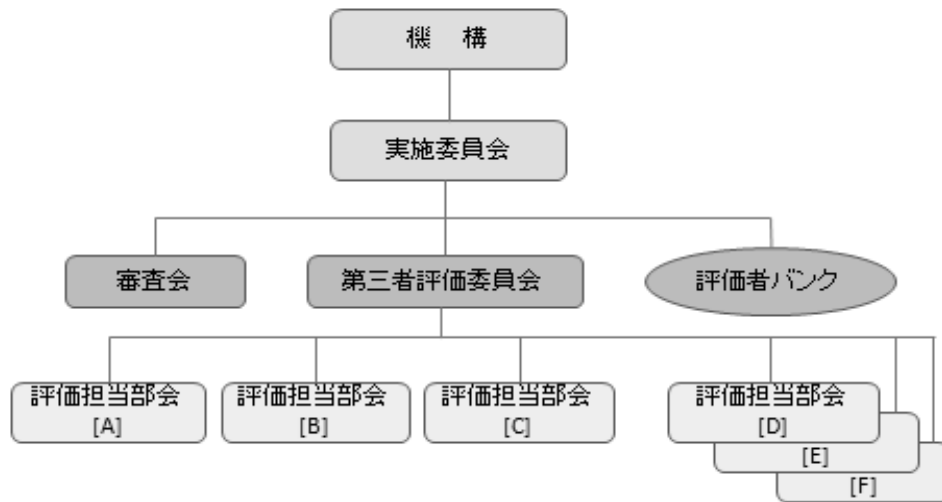 機 構
実施委員会
審査会
第三者評価委員会
評価者バンク
評価担当部会
[A]
評価担当部会
[B]
評価担当部会
[C]
評価担当部会
[D]
[E]
[F]